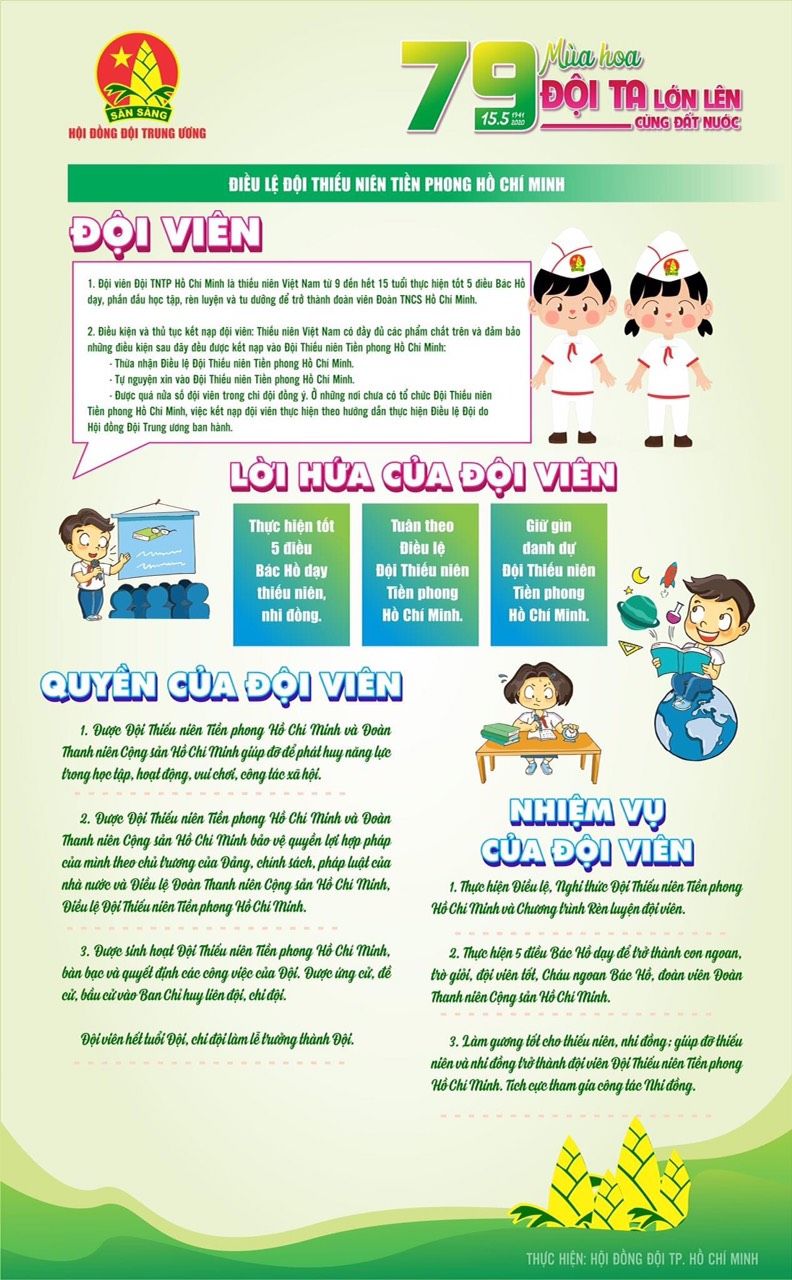 SẴN SÀNG
HỘI ĐỒNG ĐỘI TRUNG ƯƠNG
79
15.5
1941
2020
Mùa hoa
ĐỘI TA LỚN LÊN
CÙNG ĐẤT NƯỚC
ĐIỀU LỆ ĐỘI THIẾU NIÊN TIỀN PHONG HỒ CHÍ MINH
ĐỘI VIÊN
1. Đội viên Đội TNTP Hồ Chí Minh là thiếu niên Việt Nam từ 9 đến hết 15 tuổi thực hiện tốt 5 điều Bác Hồ
dạy, phấn đấu học tập, rèn luyện và tu dưỡng để trở thành đoàn viên Đoàn TNCS Hồ Chí Minh.
2. Điều kiện và thủ tục kết nạp đội viên: Thiếu niên Việt Nam có đầy đủ các phẩm chất trên và đảm bảo
những điều kiện sau đây đều được kết nạp vào Đội Thiếu niên Tiền phong Hồ Chí Minh:
- Thừa nhận Điều lệ Đội Thiếu niên Tiền phong Hồ Chí Minh.
- Tự nguyện xin vào Đội Thiếu niên Tiền phong Hồ Chí Minh.
- Được quá nửa số đội viên trong chi đội đồng ý. Ở những nơi chưa có tổ chức Đội Thiếu niên
Tiền phong Hồ Chí Minh, việc kết nạp đội viên thực hiện theo hướng dẫn thực hiện Điều lệ Đội do
Hội đồng Đội Trung ương ban hành.
LỜI HỨA CỦA ĐỘI VIÊN
Thực hiện tốt
5 điều
Bác Hồ dạy
thiếu niên,
nhi đồng.
Tuân theo
Điều lệ
Đội Thiếu niên
Tiền phong
Hồ Chí Minh.
Giữ gìn
danh dự
Đội Thiếu niên
Tiền phong
Hồ Chí Minh.
QUYỀN CỦA ĐỘI VIÊN
1. Được Đội Thiếu niên Tiền phong Hồ Chí Minh và Đoàn
Thanh niên Cộng sản Hồ Chí Minh giúp đỡ để phát huy năng lực
trong học tập, hoạt động, vui chơi, công tác xã hội.
2. Được Đội Thiếu niên Tiền phong Hồ Chí Minh và Đoàn
Thanh niên Cộng sản Hồ Chí Minh bảo vệ quyền lợi hợp pháp
của mình theo chủ trương của Đảng, chính sách, pháp luật của
nhà nước và Điều lệ Đoàn Thanh niên Cộng sản Hồ Chí Minh,
Điều lệ Đội Thiếu niên Tiền phong Hồ Chí Minh.
3. Được sinh hoạt Đội Thiếu niên Tiền phong Hồ Chí Minh,
bàn bạc và quyết định các công việc của Đội. Được ứng cử, đề
cử, bầu cử vào Ban Chỉ huy liên đội, chi đội.
Đội viên hết tuổi Đội, chi đội làm lễ trưởng thành Đội.
NHIỆM VỤ
CỦA ĐỘI VIÊN
1. Thực hiện Điều lệ, Nghi thức Đội Thiếu niên Tiền phong
Hồ Chí Minh và Chương trình Rèn luyện đội viên.
2. Thực hiện 5 điều Bác Hồ dạy để trở thành con ngoan,
trò giỏi, đội viên tốt, Cháu ngoan Bác Hồ, đoàn viên Đoàn
Thanh niên Cộng sản Hồ Chí Minh.
3. Làm gương tốt cho thiếu niên, nhi đồng; giúp đỡ thiếu
niên và nhi đồng trở thành đội viên Đội Thiếu niên Tiền phong
Hồ Chí Minh. Tích cực tham gia công tác Nhi đồng.
THỰC HIỆN: HỘI ĐỒNG ĐỘI TP. HỒ CHÍ MINH